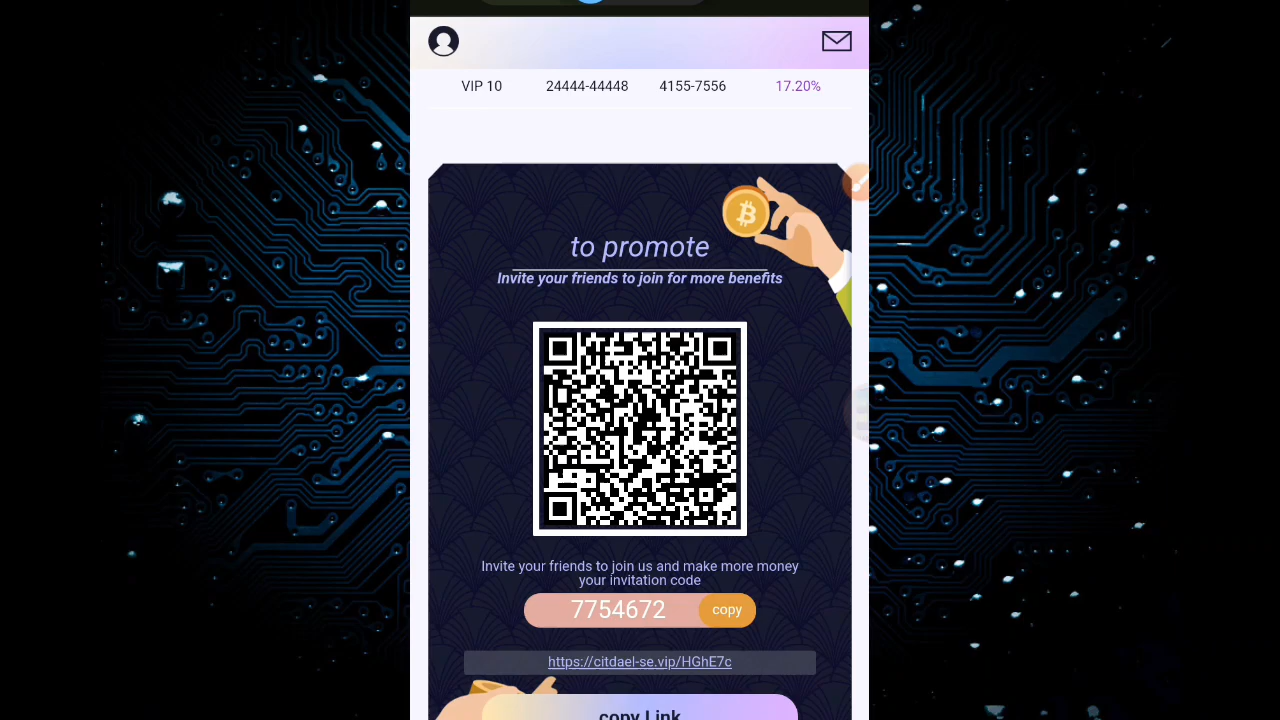 VIP 10 24444-44448 4155-7556 17.20%
to promote
Invite your friends to join for more benefits
Invite your friends to join us and make more money
your invitation code
7754672 copy
https://citdael-se.vip/HGhE7c
copy Link